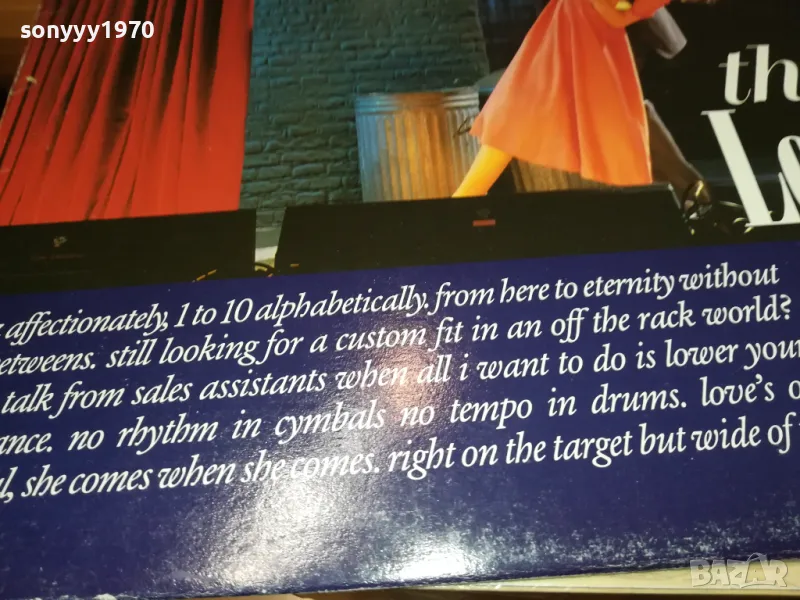 sonyyy1970
th
L
affectionately, 1 to 10 alphabetically. from here to eternity without
etweens. still looking for a custom fit in an off the rack world?
talk from sales assistants when all i want to do is lower your
ance. no rhythm in cymbals no tempo in drums. love's o
l, she comes when she comes. right on the target but wide of
BAZAR